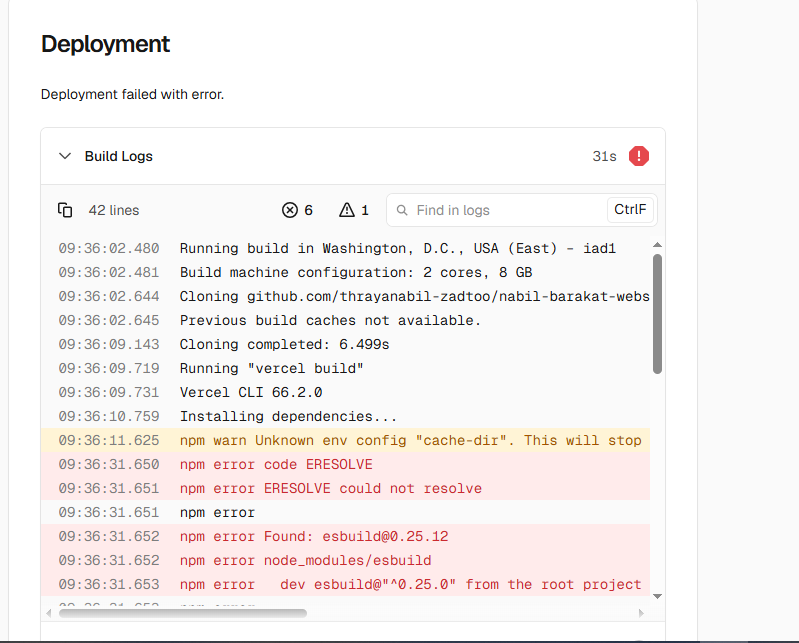 Deployment
Deployment failed with error.
Build Logs
31s
42 lines
6
1
Find in logs
CtrlF
09:36:02.480 Running build in Washington, D.C., USA (East) – iad1
09:36:02.481 Build machine configuration: 2 cores, 8 GB
09:36:02.644 Cloning github.com/thrayanabil-zadtoo/nabil-barakat-webs
09:36:02.645 Previous build caches not available.
09:36:09.143 Cloning completed: 6.499s
09:36:09.719 Running "vercel build"
09:36:09.731 Vercel CLI 66.2.0
09:36:10.759 Installing dependencies...
09:36:11.625 npm warn Unknown env config "cache-dir". This will stop
09:36:31.650 npm error code ERESOLVE
09:36:31.651 npm error ERESOLVE could not resolve
09:36:31.651 npm error
09:36:31.652 npm error Found: esbuild@0.25.12
09:36:31.652 npm error node_modules/esbuild
09:36:31.653 npm error   dev esbuild@"^0.25.0" from the root project